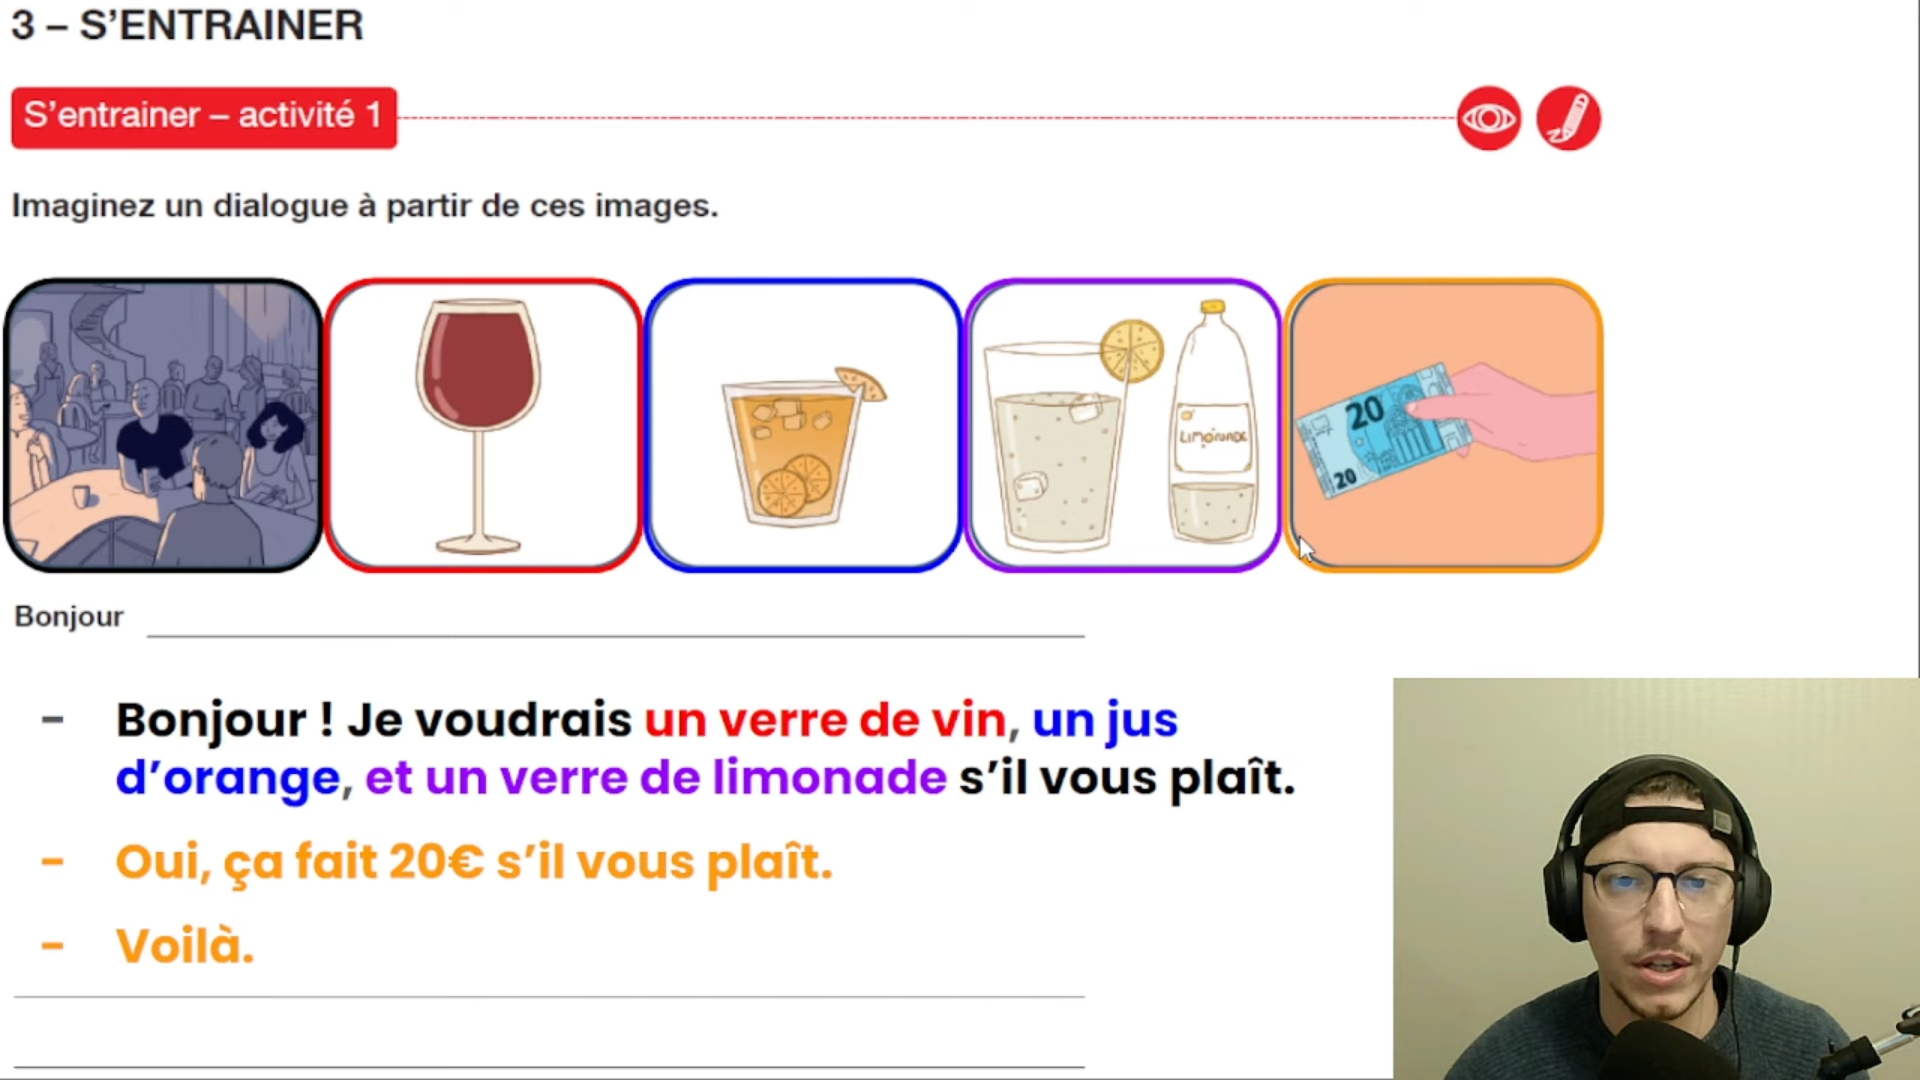 3 – S'ENTRAINER
S'entrainer – activité 1
Imaginez un dialogue à partir de ces images.
LIMONADE
20
20
Bonjour
- Bonjour ! Je voudrais un verre de vin, un jus
d'orange, et un verre de limonade s'il vous plaît.
- Oui, ça fait 20€ s'il vous plaît.
- Voilà.